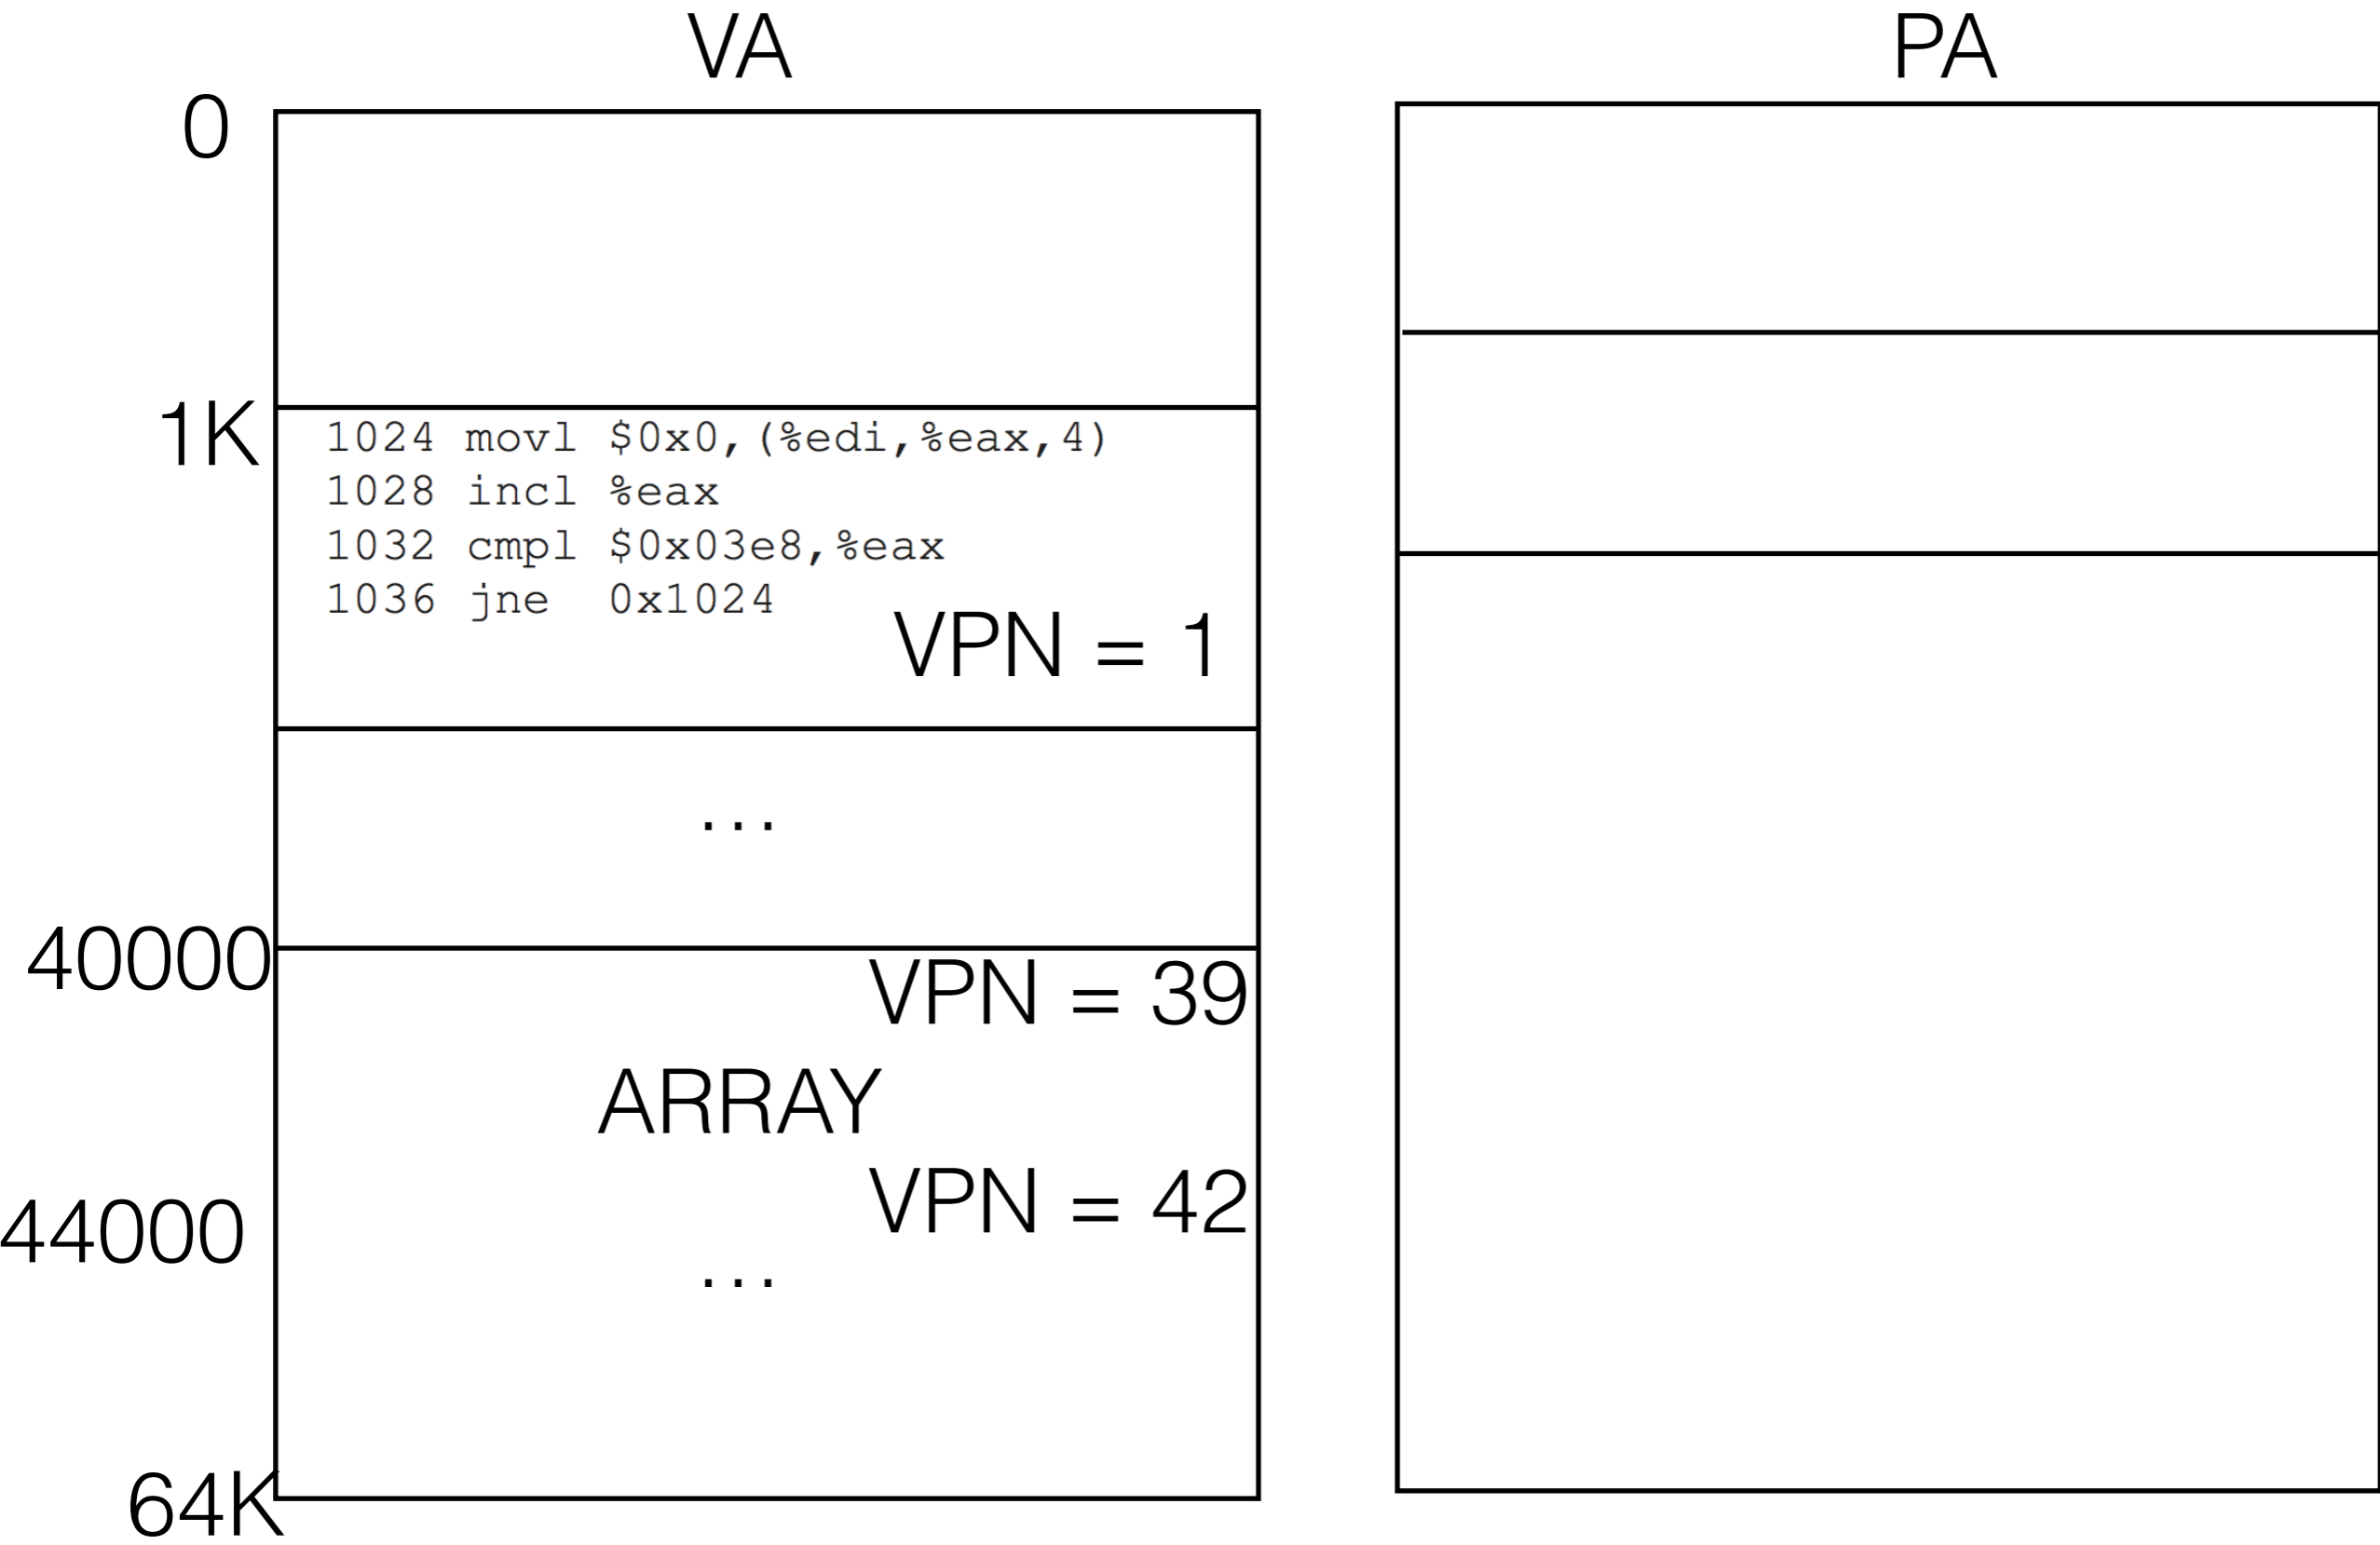 VA
PA
0
1K
1024 movl $0x0,(%edi,%eax,4)
1028 incl %eax
1032 cmpl $0x03e8,%eax
1036 jne 0x1024
VPN = 1
...
40000
VPN = 39
ARRAY
VPN = 42
44000
...
64K